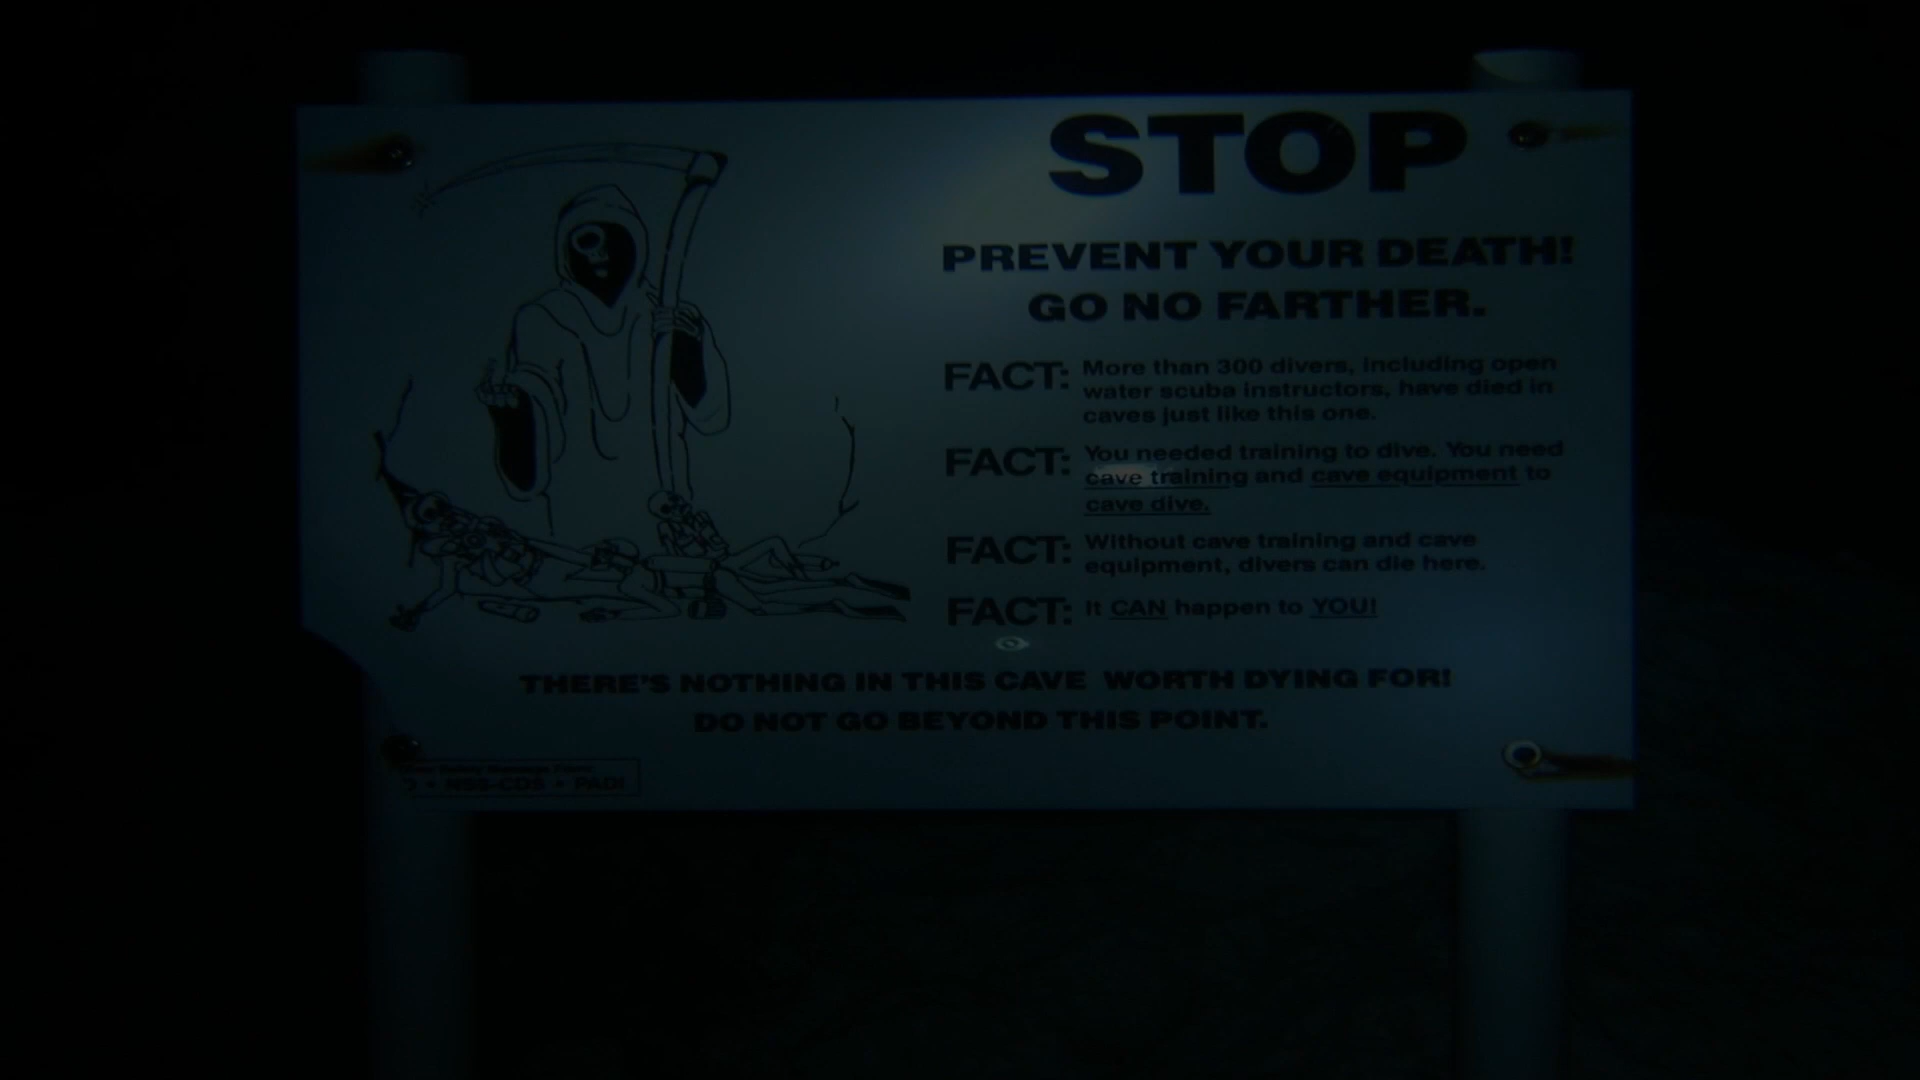 STOP
PREVENT YOUR DEATH!
GO NO FARTHER.
FACT: More than 300 divers, including open
water scuba instructors, have died in
caves just like this one.
FACT: You needed training to dive. You need
cave training and cave equipment to
cave dive.
FACT: Without cave training and cave
equipment, divers can die here.
FACT: It CAN happen to YOU!
THERE'S NOTHING IN THIS CAVE WORTH DYING FOR!
DO NOT GO BEYOND THIS POINT.
Safety Message From:
• NSS-CDS • PADI